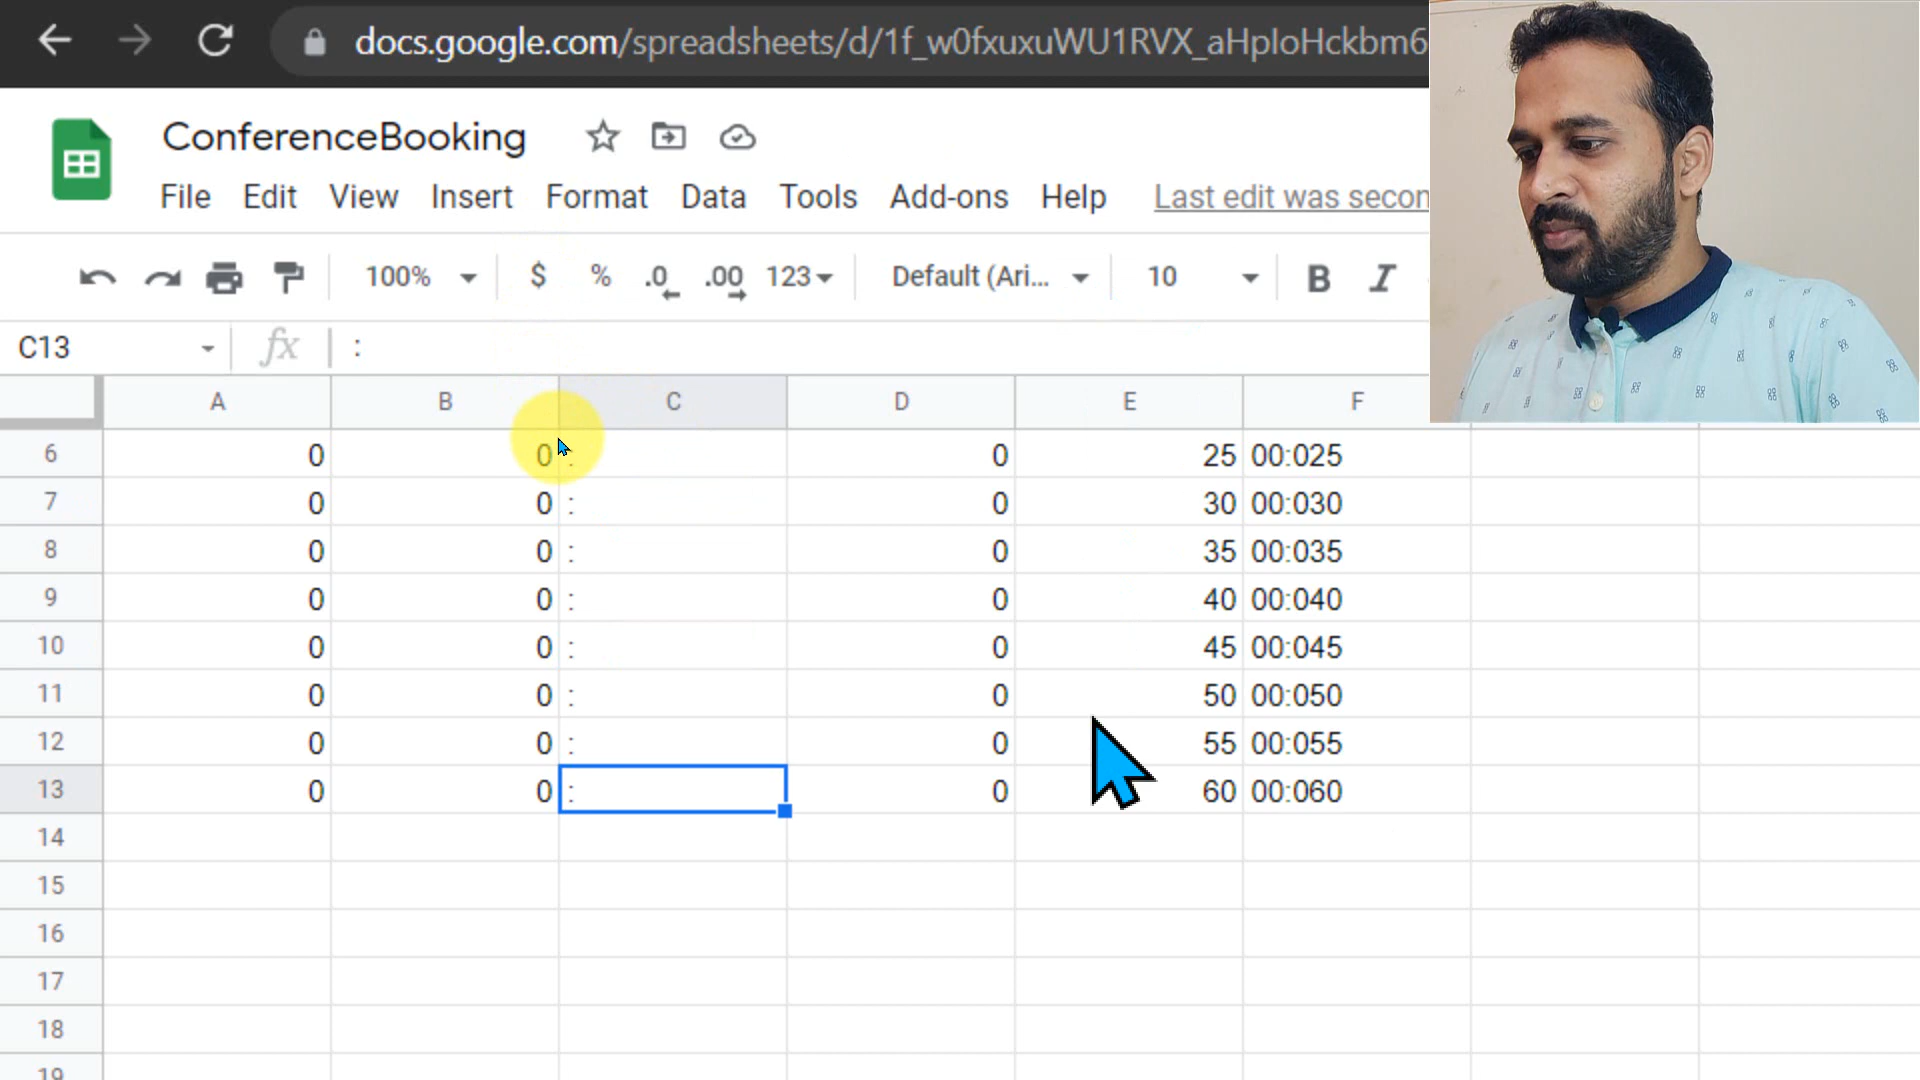 docs.google.com/spreadsheets/d/1f_w0fxuxuWU1RVX_aHpIoHckbm6
ConferenceBooking
File Edit View Insert Format Data Tools Add-ons Help Last edit was secon
100% $ % .0 .00 123 Default (Ari... 10 B I
C13 fx :
A B C D E F
6 0 0 : 0 25 00:025
7 0 0 : 0 30 00:030
8 0 0 : 0 35 00:035
9 0 0 : 0 40 00:040
10 0 0 : 0 45 00:045
11 0 0 : 0 50 00:050
12 0 0 : 0 55 00:055
13 0 0 : 0 60 00:060
14
15
16
17
18
19